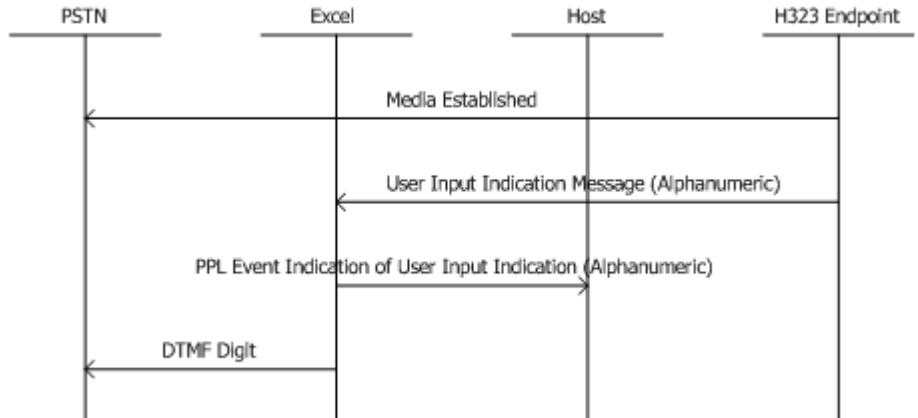 PSTN Excel Host H323 Endpoint
Media Established
User Input Indication Message (Alphanumeric)
PPL Event Indication of User Input Indication (Alphanumeric)
DTMF Digit